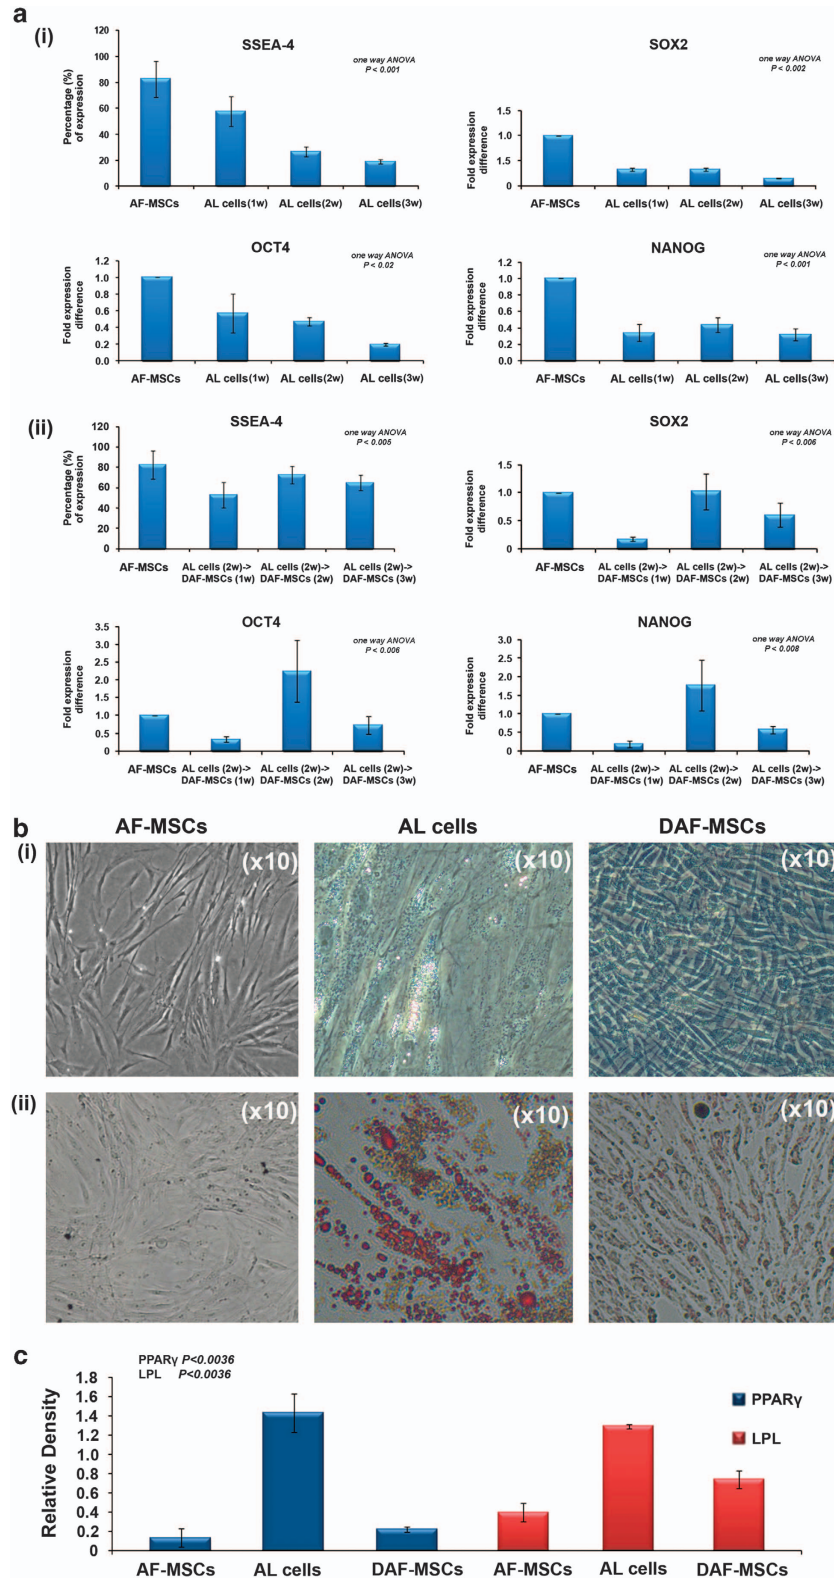 a
(i)
SSEA-4
one way ANOVA
P < 0.001
Percentage (%)
of expression
120
100
80
60
40
20
0
AF-MSCs
AL cells(1w)
AL cells(2w)
AL cells(3w)
SOX2
one way ANOVA
P < 0.002
Fold expression
difference
1.5
1.0
1.5
0
AF-MSCs
AL cells(1w)
AL cells(2w)
AL cells(3w)
OCT4
one way ANOVA
P < 0.02
Fold expression
difference
1.2
1.0
0.8
0.6
0.4
0.2
0.0
AF-MSCs
AL cells(1w)
AL cells(2w)
AL cells(3w)
NANOG
one way ANOVA
P < 0.001
Fold expression
difference
1.2
1.0
0.8
0.6
0.4
0.2
0.0
AF-MSCs
AL cells(1w)
AL cells(2w)
AL cells(3w)
(ii)
SSEA-4
one way ANOVA
P < 0.005
Percentage (%)
of expression
120
100
80
60
40
20
0
AF-MSCs
AL cells (2w)->
DAF-MSCs (1w)
AL cells (2w)->
DAF-MSCs (2w)
AL cells (2w)->
DAF-MSCs (3w)
SOX2
one way ANOVA
P < 0.006
Fold expression
difference
1.5
1.0
0.5
0
AF-MSCs
AL cells (2w)->
DAF-MSCs (1w)
AL cells (2w)->
DAF-MSCs (2w)
AL cells (2w)->
DAF-MSCs (3w)
OCT4
one way ANOVA
P < 0.006
Fold expression
difference
3.5
3.0
2.5
2.0
1.5
1.0
0.5
0
AF-MSCs
AL cells (2w)->
DAF-MSCs (1w)
AL cells (2w)->
DAF-MSCs (2w)
AL cells (2w)->
DAF-MSCs (3w)
NANOG
one way ANOVA
P < 0.008
Fold expression
difference
3.0
2.5
2.0
1.5
1.0
0.5
0
AF-MSCs
AL cells (2w)->
DAF-MSCs (1w)
AL cells (2w)->
DAF-MSCs (2w)
AL cells (2w)->
DAF-MSCs (3w)
b
AF-MSCs
AL cells
DAF-MSCs
(i)
(x10)
(x10)
(x10)
(ii)
(x10)
(x10)
(x10)
c
PPARγ P<0.0036
LPL P<0.0036
Relative Density
1.8
1.6
1.4
1.2
1
0.8
0.6
0.4
0.2
0
PPARγ
LPL
AF-MSCs
AL cells
DAF-MSCs
AF-MSCs
AL cells
DAF-MSCs